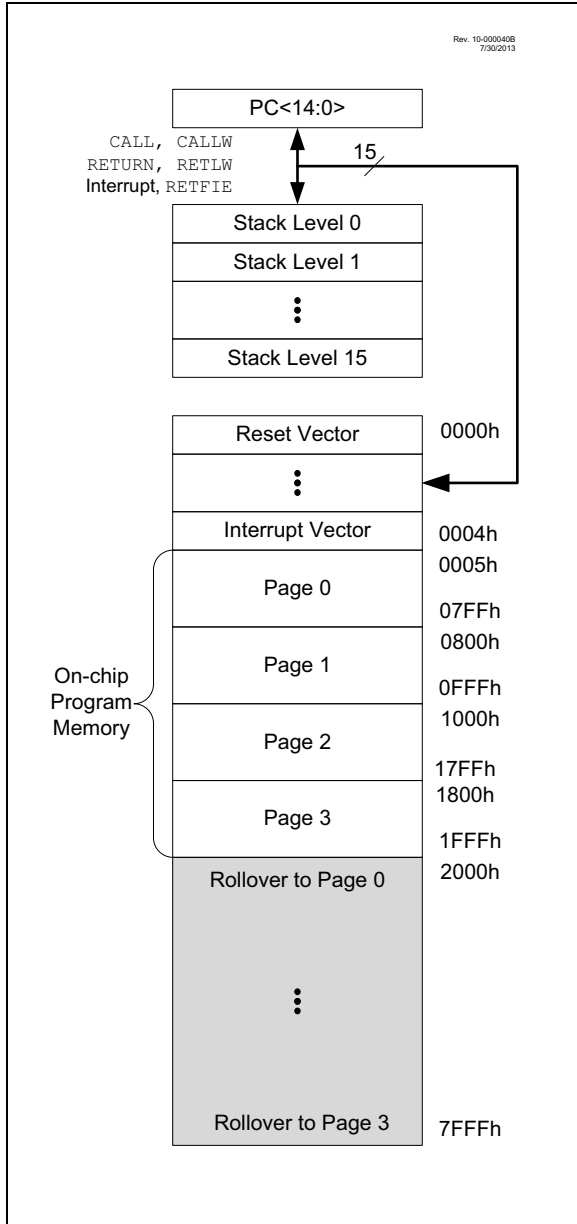 Rev. 10-000040B
7/30/2013
PC<14:0>
CALL, CALLW
RETURN, RETLW
Interrupt, RETFIE
15
Stack Level 0
Stack Level 1
Stack Level 15
Reset Vector
0000h
Interrupt Vector
0004h
0005h
Page 0
07FFh
0800h
Page 1
0FFFh
On-chip
Program
Memory
1000h
Page 2
17FFh
1800h
Page 3
1FFFh
Rollover to Page 0
2000h
Rollover to Page 3
7FFFh